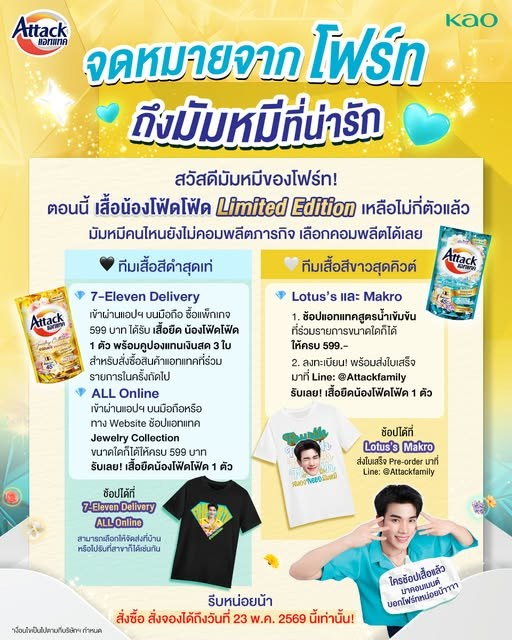 Attack
แอทแทค
KAO
จดหมายจาก โฟร์ท
ถึงมัมหมีที่น่ารัก
สวัสดีมัมหมีของโฟร์ท!
ตอนนี้ เสื้อน้องโฟ้ดโฟ้ด Limited Edition เหลือไม่กี่ตัวแล้ว
มัมหมีคนไหนยังไม่คอมพลีตภารกิจ เลือกคอมพลีตได้เลย
ทีมเสื้อสีดำสุดเท่
7-Eleven Delivery
เข้าผ่านแอปฯ บนมือถือ ซื้อแพ็กเกจ
599 บาท ได้รับ เสื้อยืด น้องโฟ้ดโฟ้ด
1 ตัว พร้อมคูปองแทนเงินสด 3 ใบ
สำหรับสั่งซื้อสินค้าแอทแทคที่ร่วม
รายการในครั้งถัดไป
ALL Online
เข้าผ่านแอปฯ บนมือถือหรือ
ทาง Website ช้อปแอทแทค
Jewelry Collection
ขนาดใดก็ได้ให้ครบ 599 บาท
รับเลย! เสื้อยืดน้องโฟ้ดโฟ้ด 1 ตัว
ช้อปได้ที่
7-Eleven Delivery
ALL Online
สามารถเลือกให้จัดส่งที่บ้าน
หรือไปรับที่สาขาก็ได้เช่นกัน
ทีมเสื้อสีขาวสุดคิวต์
Lotus's และ Makro
1. ช้อปแอทแทคสูตรน้ำเข้มข้น
ที่ร่วมรายการขนาดใดก็ได้
ให้ครบ 599.-
2. ลงทะเบียน! พร้อมส่งใบเสร็จ
มาที่ Line: @Attackfamily
รับเลย! เสื้อยืดน้องโฟ้ดโฟ้ด 1 ตัว
ช้อปได้ที่
Lotus's Makro
ส่งใบเสร็จ Pre-order มาที่
Line: @Attackfamily
Attack
Attack
ใครช้อปเสื้อแล้ว
มาคอมเมนต์
บอกโฟร์ทหน่อยน้าาาา
รีบหน่อยน้า
สั่งซื้อ สั่งจองได้ถึงวันที่ 23 พ.ค. 2569 นี้เท่านั้น!
*เงื่อนไขเป็นไปตามที่บริษัทฯ กำหนด